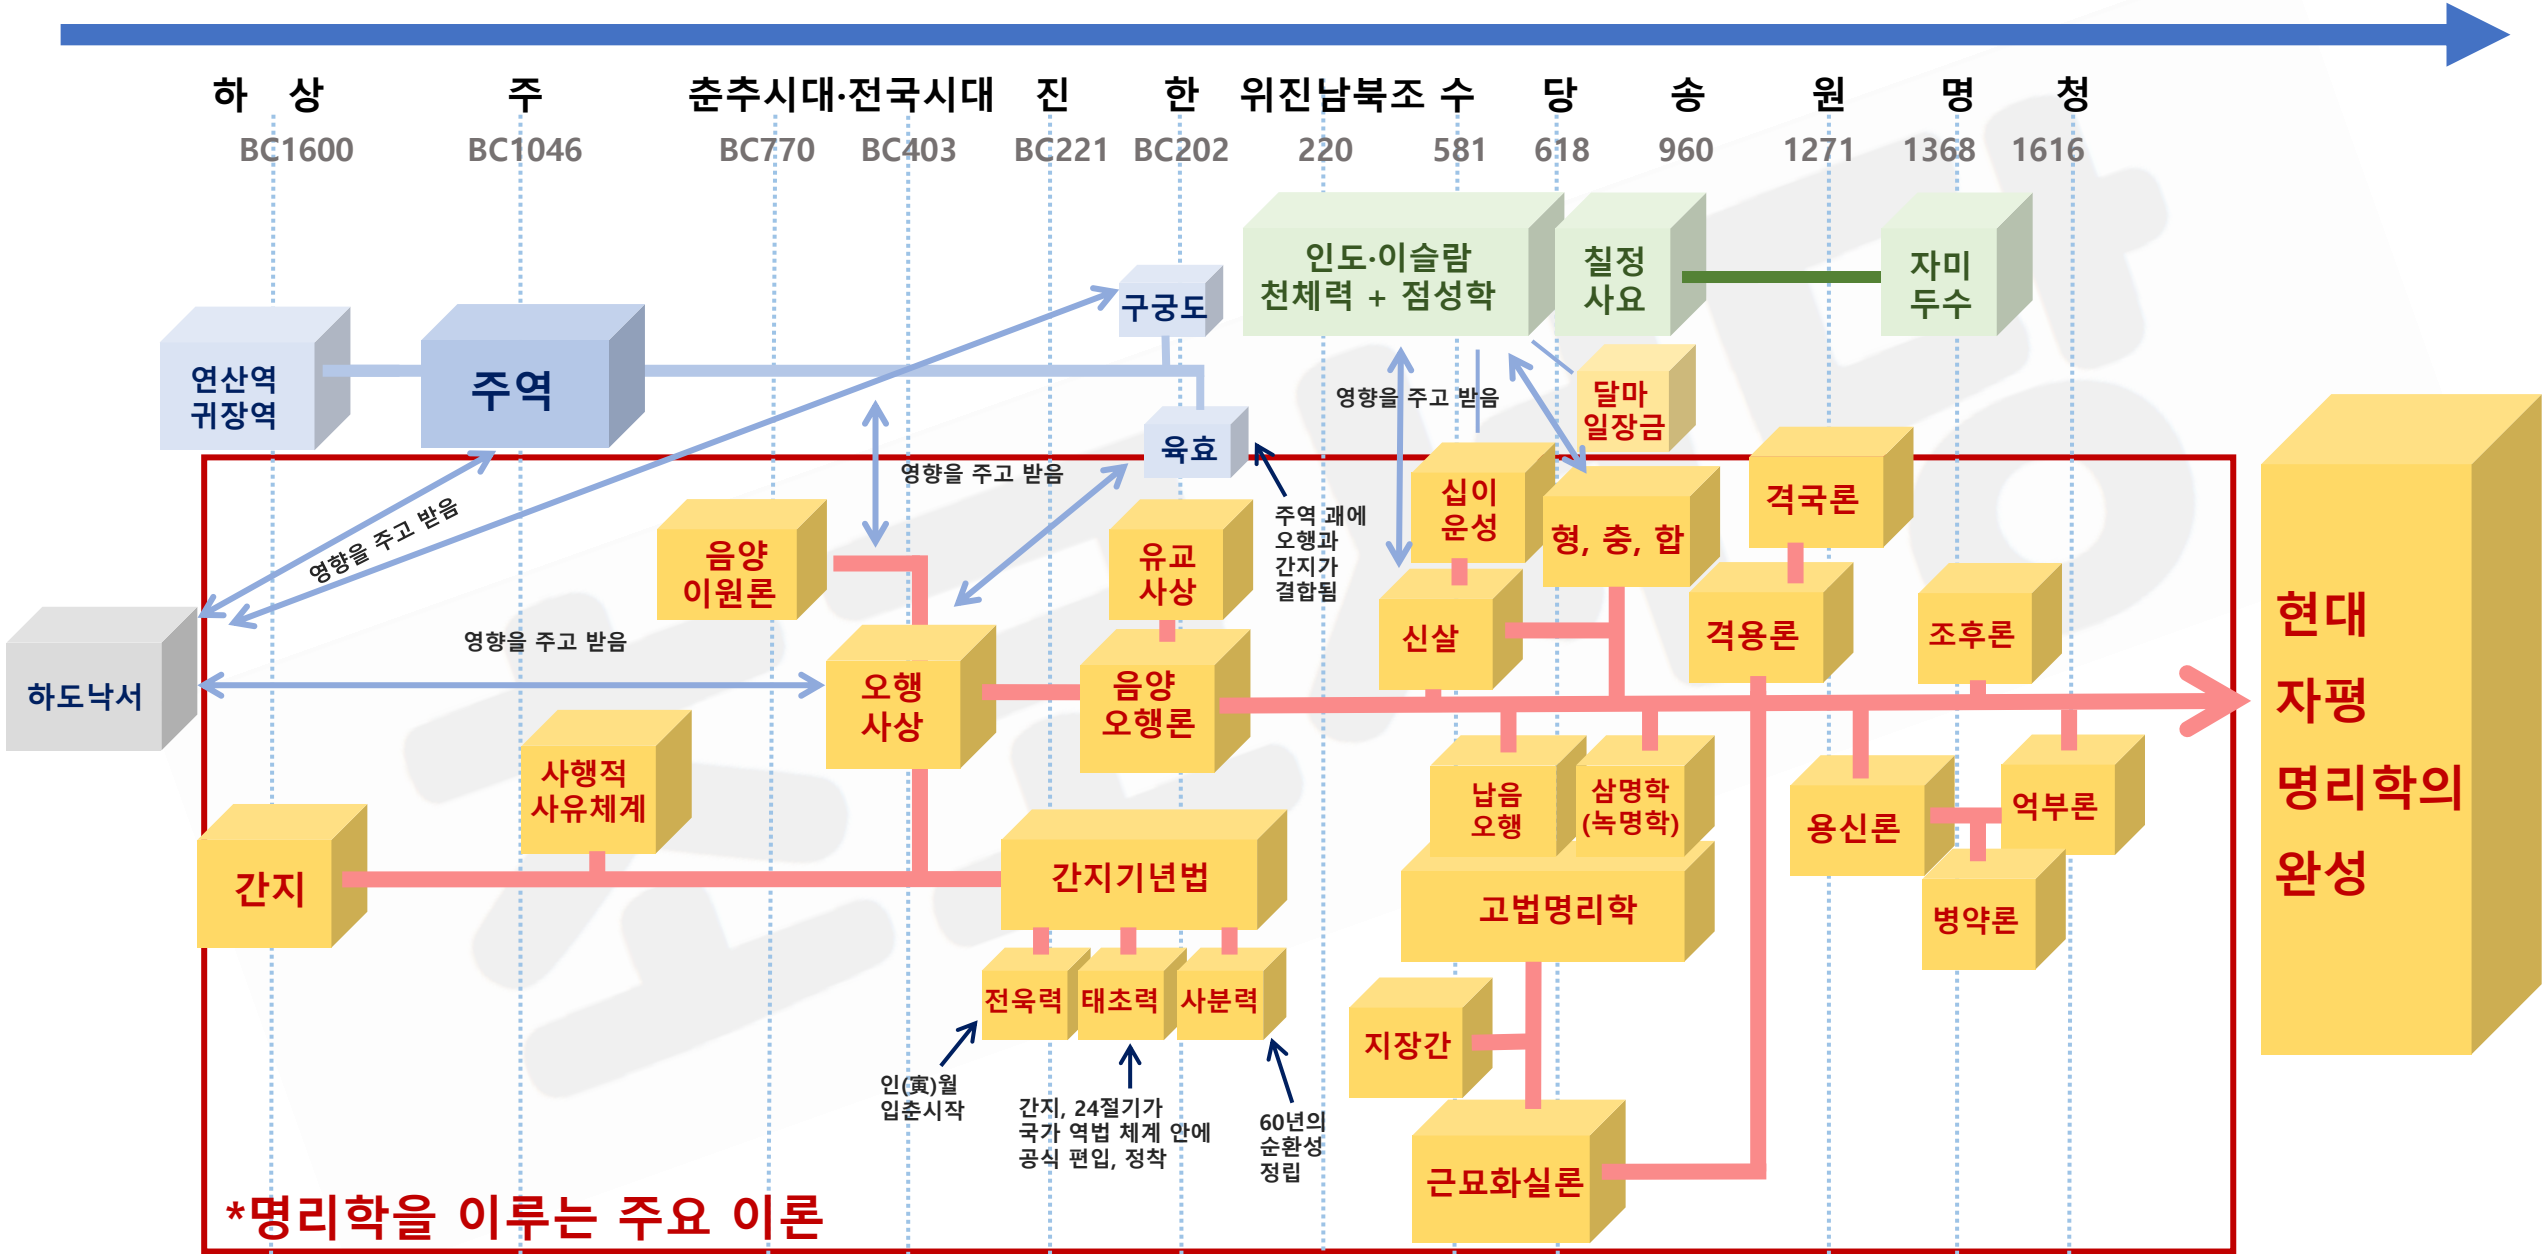 하 상 주 춘추시대·전국시대 진 한 위진남북조 수 당 송 원 명 청
BC1600 BC1046 BC770 BC403 BC221 BC202 220 581 618 960 1271 1368 1616
인도·이슬람
천체력 + 점성학
칠정
사요
자미
두수
구궁도
연산역
귀장역
주역
달마
일장금
영향을 주고 받음
육효
영향을 주고 받음
영향을 주고 받음
주역 괘에
오행과
간지가
결합됨
십이
운성
형, 충, 합
격국론
음양
이원론
유교
사상
영향을 주고 받음
하도낙서
오행
사상
음양
오행론
신살
격용론
조후론
사행적
사유체계
납음
오행
삼명학
(녹명학)
용신론
억부론
간지
간지기년법
고법명리학
병약론
전욱력
태초력
사분력
지장간
인(寅)월
입춘시작
간지, 24절기가
국가 역법 체계 안에
공식 편입, 정착
60년의
순환성
정립
근묘화실론
현대
자평
명리학의
완성
*명리학을 이루는 주요 이론